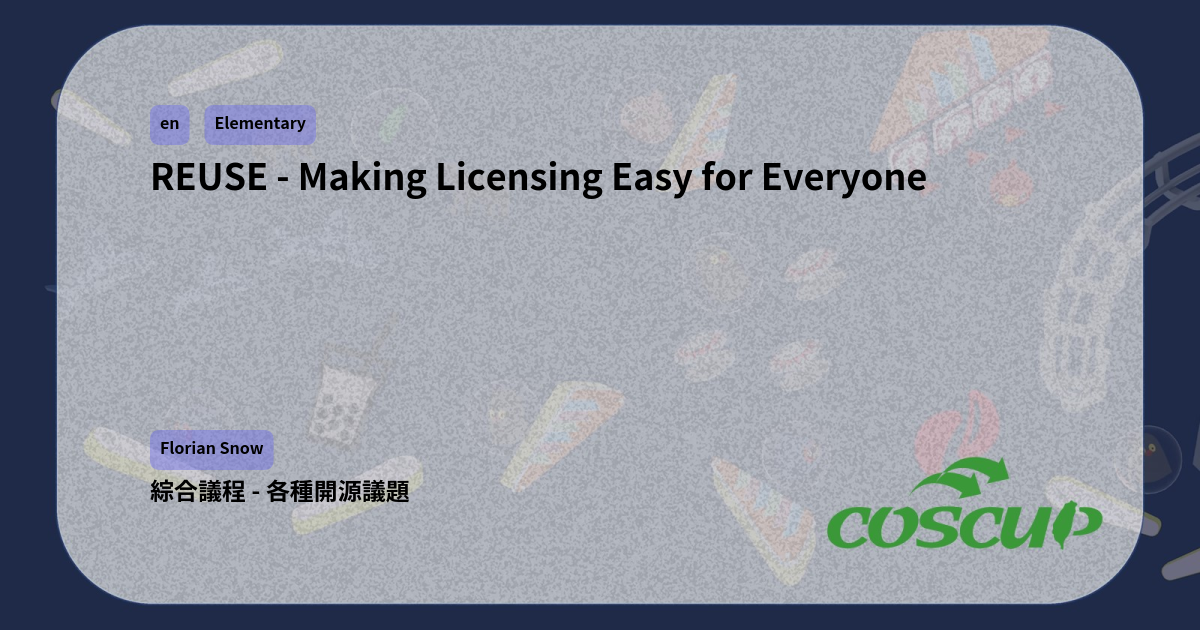 en Elementary
REUSE - Making Licensing Easy for Everyone
Florian Snow
綜合議程 - 各種開源議題
COSCUP